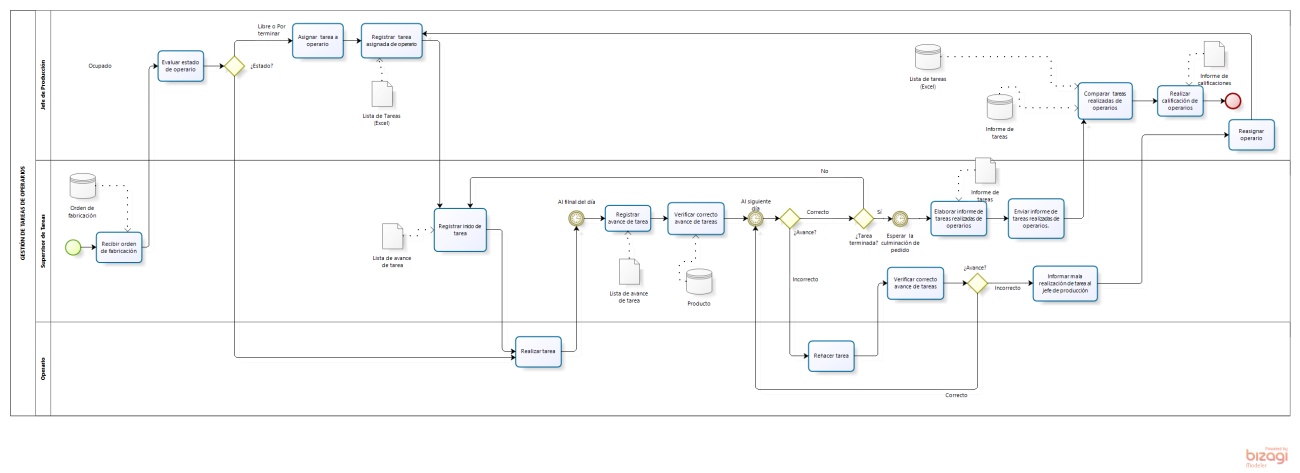 GESTIÓN DE TAREAS DE OPERARIOS
Jefe de Producción
Ocupado
Evaluar estado
de operario
¿Estado?
Libre o Por
terminar
Asignar tarea a
operario
Registrar tarea
asignada de operario
Lista de Tareas
(Excel)
Lista de tareas
(Excel)
Informe de
tareas
Comparar tareas
realizadas de
operarios
Realizar
calificación de
operarios
Informe de
calificaciones
Reasignar
operario
Supervisor de Tareas
Orden de
fabricación
Recibir orden
de fabricación
Lista de avance
de tarea
Registrar inicio de
tarea
Al final del día
Registrar
avance de tarea
Lista de avance
de tarea
Verificar correcto
avance de tareas
Producto
Al siguiente
día
¿Avance?
Correcto
Incorrecto
No
¿Tarea
terminada?
Si
Esperar la
culminación de
pedido
Elaborar informe de
tareas realizadas de
operarios
Informe de
tareas
Enviar informe de
tareas realizadas de
operarios.
Verificar correcto
avance de tareas
¿Avance?
Incorrecto
Informar mala
realización de tarea al
jefe de producción
Operario
Realizar tarea
Rehacer tarea
Correcto
Powered by
bizagi
Modeler